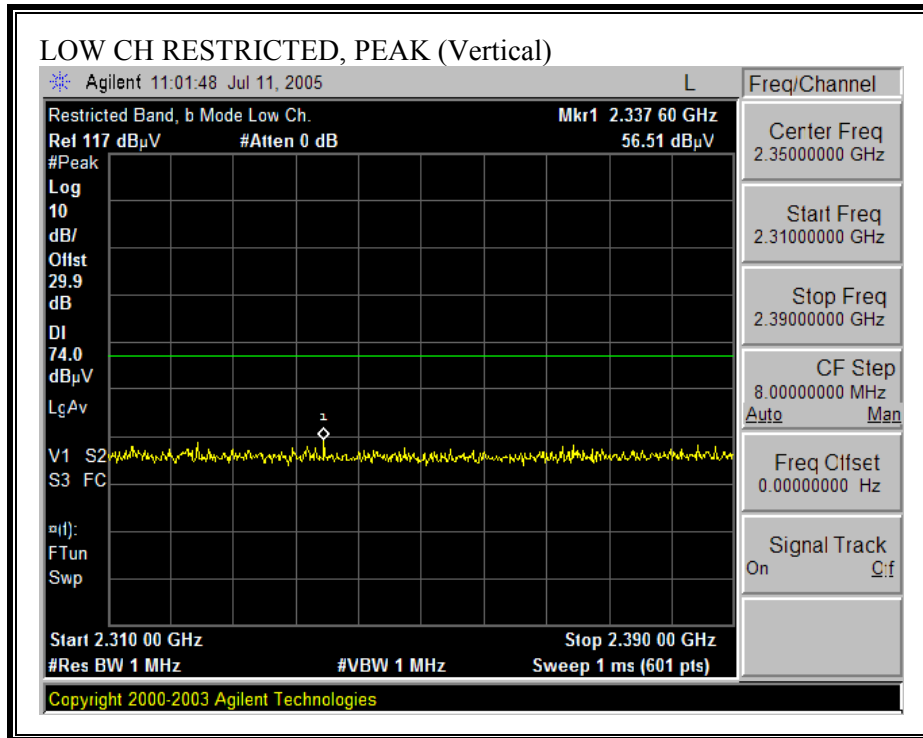 LOW CH RESTRICTED, PEAK (Vertical)
Agilent 11:01:48 Jul 11, 2005
L
Freq/Channel
Restricted Band, b Mode Low Ch.
Mkr1 2.337 60 GHz
Ref 117 dBµV
#Atten 0 dB
56.51 dBµV
#Peak
Log
10
dB/
Offst
29.9
dB
DI
74.0
dBµV
LgAv
1
V1 S2
S3 FC
¤(f):
FTun
Swp
Start 2.310 00 GHz
Stop 2.390 00 GHz
#Res BW 1 MHz
#VBW 1 MHz
Sweep 1 ms (601 pts)
Copyright 2000-2003 Agilent Technologies
Center Freq
2.35000000 GHz
Start Freq
2.31000000 GHz
Stop Freq
2.39000000 GHz
CF Step
8.00000000 MHz
Auto Man
Freq Offset
0.00000000 Hz
Signal Track
On Off